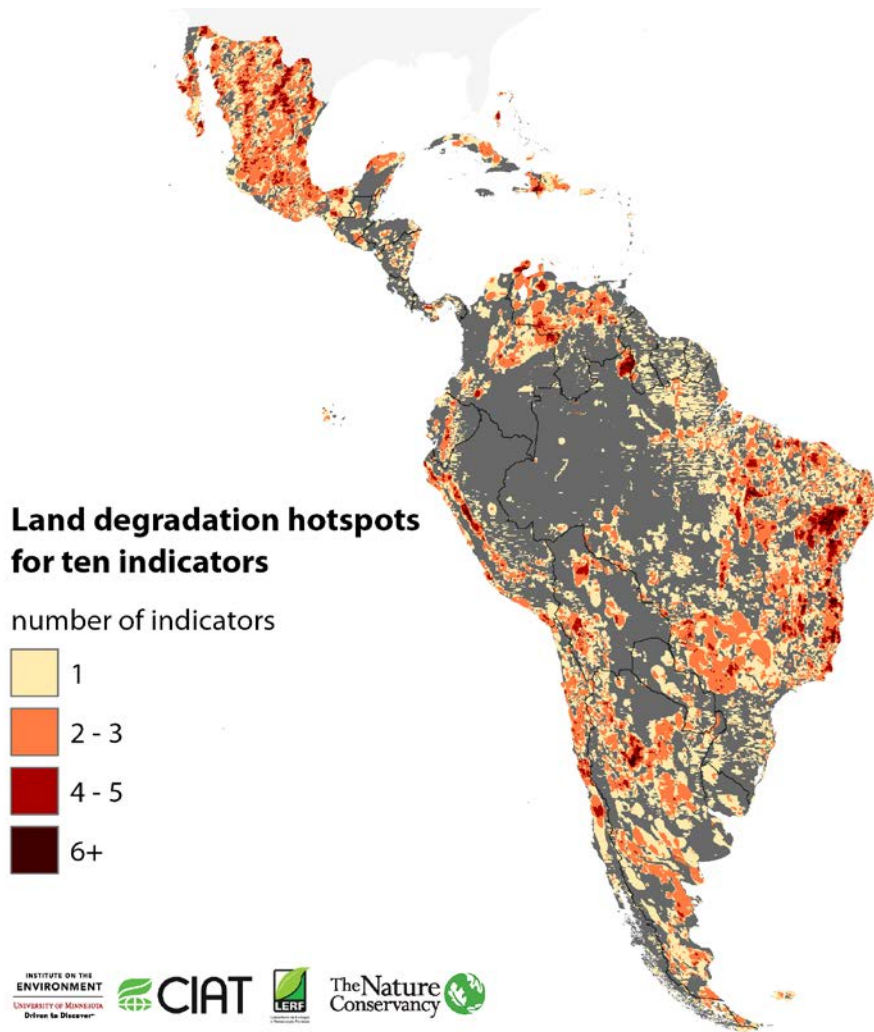 Land degradation hotspots
for ten indicators
number of indicators
1
2 - 3
4 - 5
6+
INSTITUTE ON THE
ENVIRONMENT
UNIVERSITY OF MINNESOTA
Driven to Discover℠
CIAT
LERF
The Nature
Conservancy